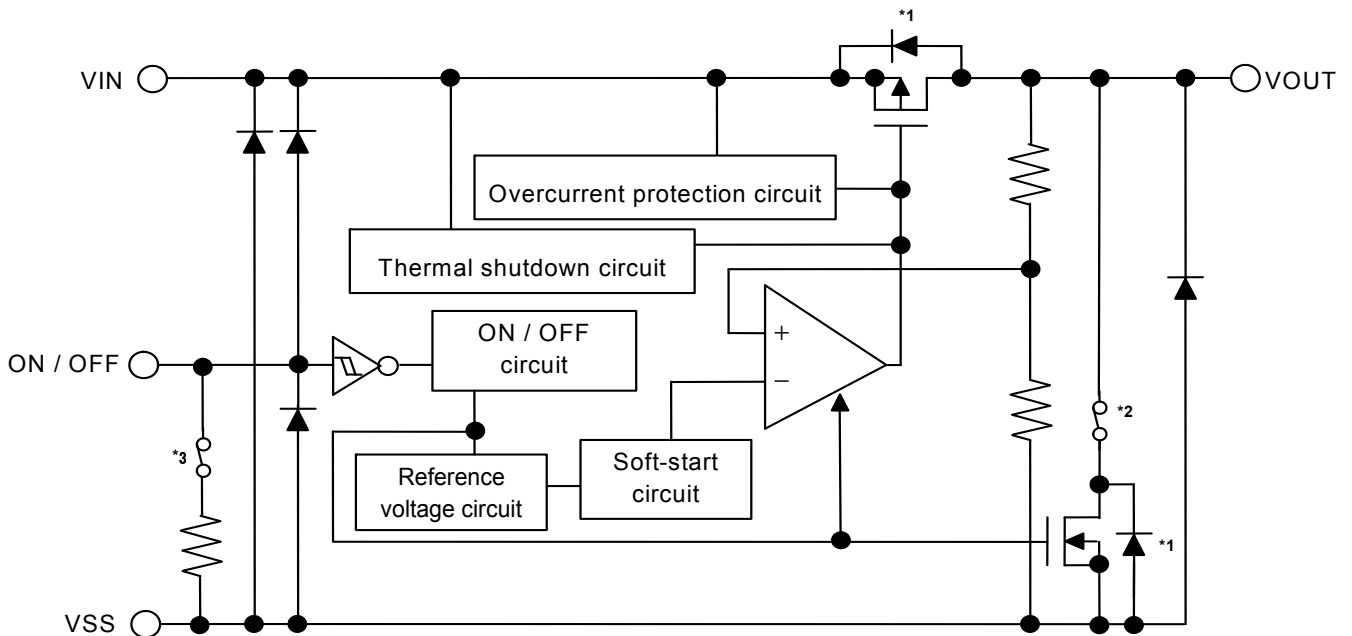 *1
VIN
VOUT
Overcurrent protection circuit
Thermal shutdown circuit
ON / OFF
ON / OFF
circuit
+
−
*2
*3
Reference
voltage circuit
Soft-start
circuit
*1
VSS